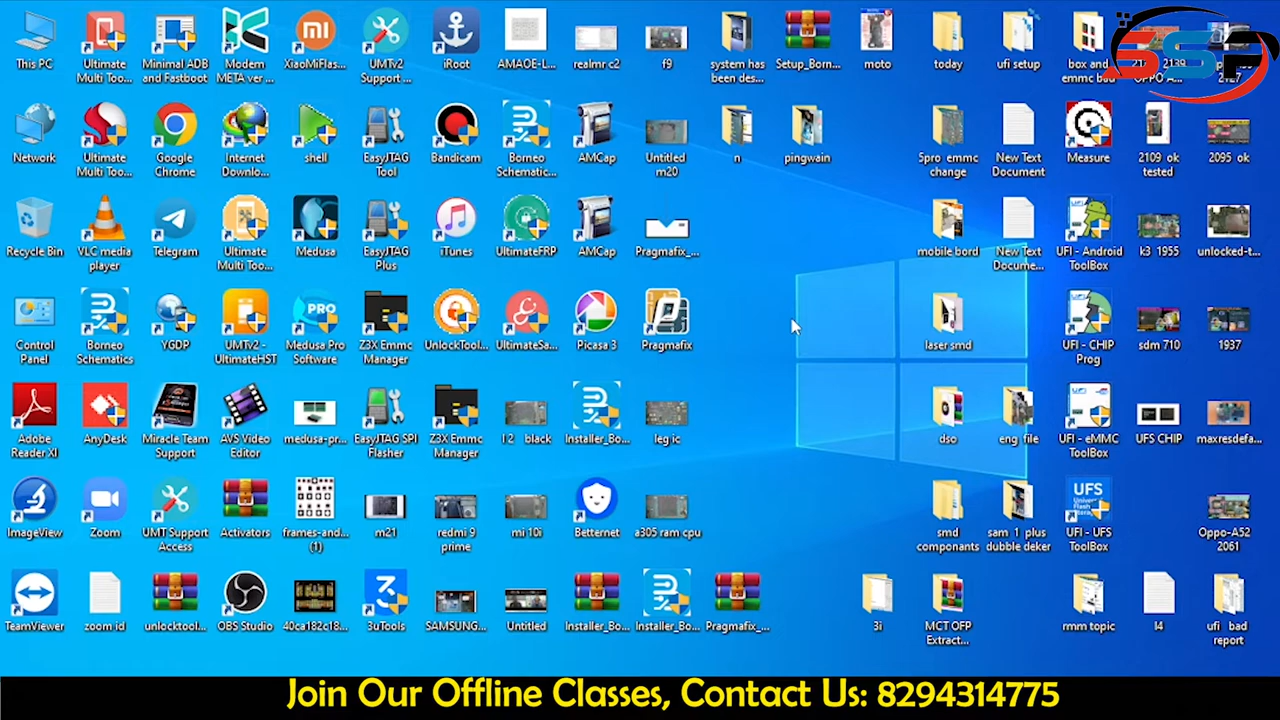 This PC
Ultimate
Multi Too...
Minimal ADB
and Fastboot
Modem
META ver ...
XiaoMiFlas...
UMTv2
Support ...
iRoot
AMAOE-L...
realmr c2
f9
system has
been des...
Setup_Born...
moto
today
ufi setup
box and
emmc bad
OPPO A...
SSP
Network
Ultimate
Multi Too...
Google
Chrome
Internet
Downlo...
shell
EasyJTAG
Tool
Bandicam
Borneo
Schematic...
AMCap
Untitled
m20
n
pingwain
5pro emmc
change
New Text
Document
Measure
2109 ok
tested
2095 ok
Recycle Bin
VLC media
player
Telegram
Ultimate
Multi Too...
Medusa
EasyJTAG
Plus
iTunes
UltimateFRP
AMCap
Pragmafix_...
mobile bord
New Text
Docume...
UFI - Android
ToolBox
k3 1955
unlocked-t...
Control
Panel
Borneo
Schematics
YGDP
UMTv2 -
UltimateHST
PRO
Medusa Pro
Software
Z3X Emmc
Manager
UnlockTool...
UltimateSa...
Picasa 3
Pragmafix
laser smd
UFI - CHIP
Prog
sdm 710
1937
Adobe
Reader XI
AnyDesk
Miracle Team
Support
AVS Video
Editor
medusa-pr...
EasyJTAG SPI
Flasher
Z3X Emmc
Manager
l 2 black
Installer_Bo...
leg ic
dso
eng file
UFI - eMMC
ToolBox
UFS CHIP
maxresdefa...
ImageView
Zoom
UMT Support
Access
Activators
frames-and...
(1)
m21
redmi 9
prime
mi 10i
Betternet
a305 ram cpu
smd
componants
sam 1 plus
dubble deker
UFS
UFI - UFS
ToolBox
Oppo-A52
2061
TeamViewer
zoom id
unlocktool...
OBS Studio
40ca182c18...
3uTools
SAMSUNG...
Untitled
Installer_Bo...
Installer_Bo...
Pragmafix_...
3i
MCT OFP
Extract...
rmm topic
l4
ufi bad
report
Join Our Offline Classes, Contact Us: 8294314775